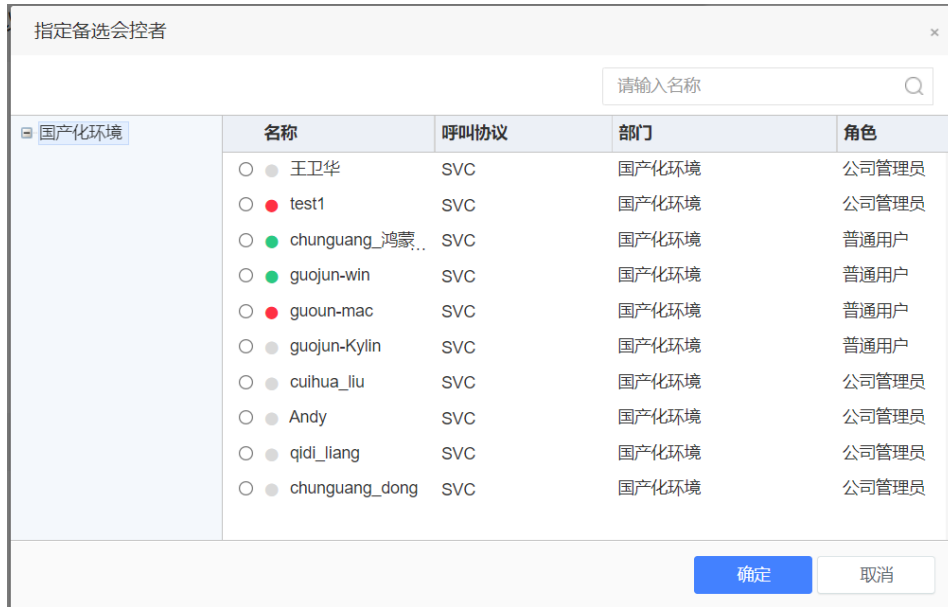 指定备选会控者
请输入名称
国产化环境
名称 呼叫协议 部门 角色
王卫华 SVC 国产化环境 公司管理员
test1 SVC 国产化环境 公司管理员
chunguang_鸿蒙... SVC 国产化环境 普通用户
guojun-win SVC 国产化环境 普通用户
guoun-mac SVC 国产化环境 普通用户
guojun-Kylin SVC 国产化环境 普通用户
cuihua_liu SVC 国产化环境 公司管理员
Andy SVC 国产化环境 公司管理员
qidi_liang SVC 国产化环境 公司管理员
chunguang_dong SVC 国产化环境 公司管理员
确定 取消